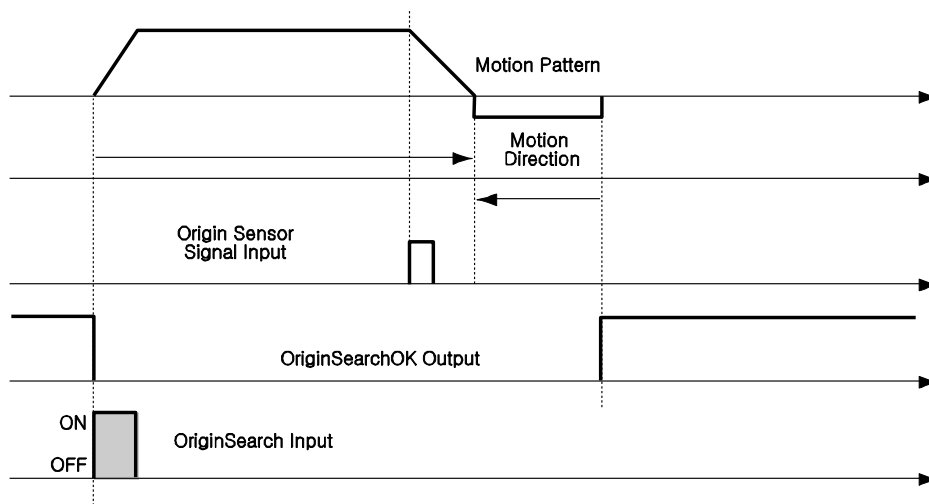 Motion Pattern
Motion
Direction
Origin Sensor
Signal Input
OriginSearchOK Output
ON
OriginSearch Input
OFF